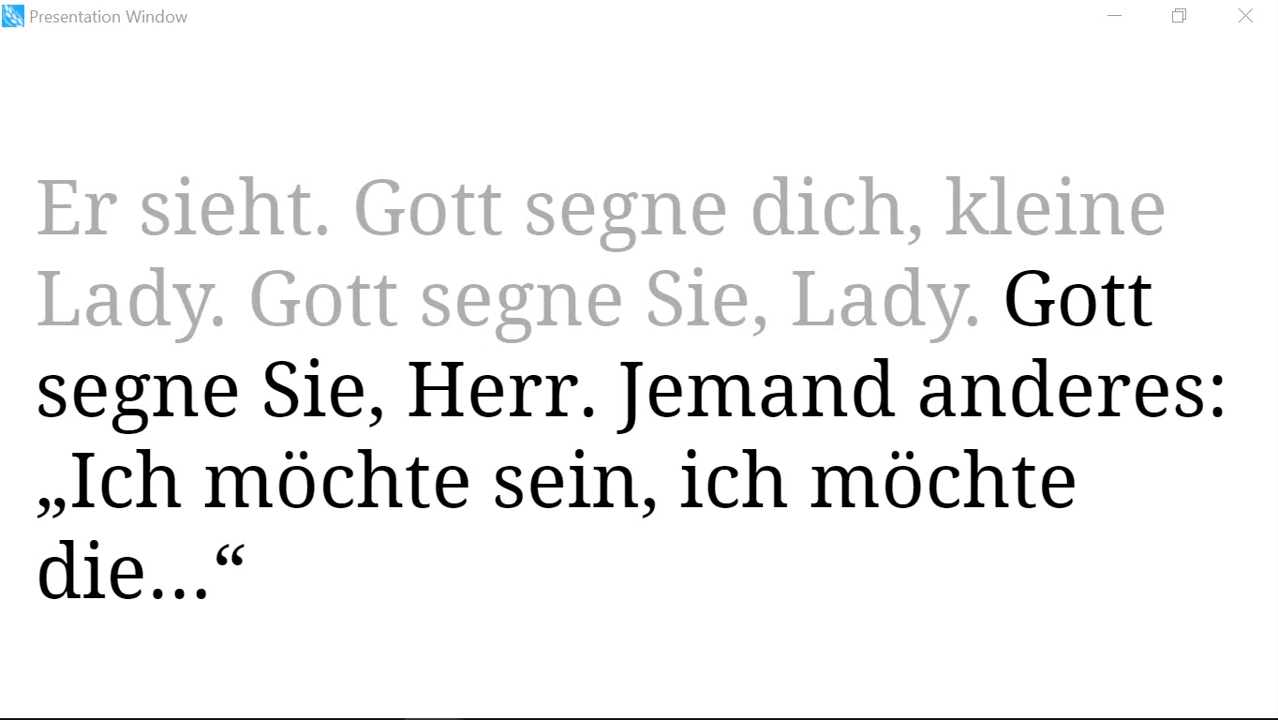 Presentation Window
Er sieht. Gott segne dich, kleine
Lady. Gott segne Sie, Lady. Gott
segne Sie, Herr. Jemand anderes:
„Ich möchte sein, ich möchte
die...“